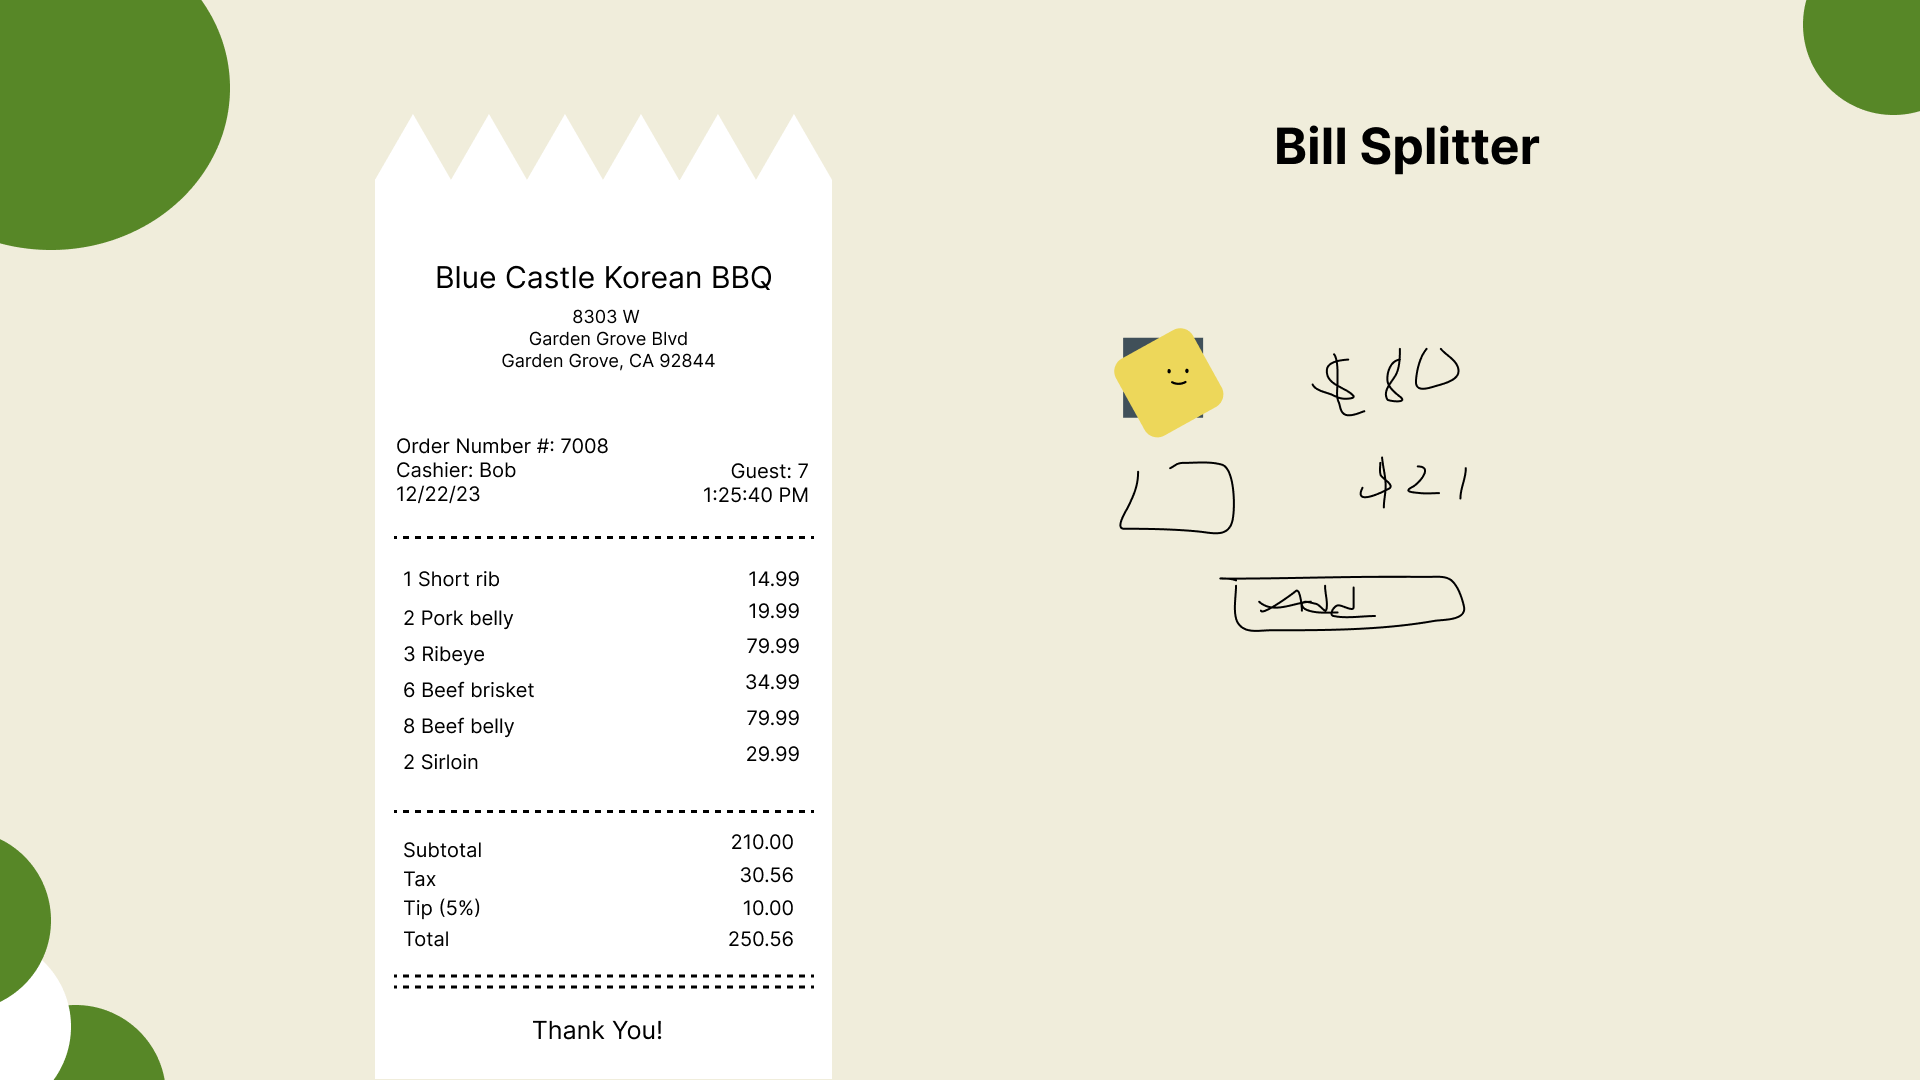 Bill Splitter
Blue Castle Korean BBQ
8303 W
Garden Grove Blvd
Garden Grove, CA 92844
Order Number #: 7008
Cashier: Bob Guest: 7
12/22/23 1:25:40 PM
1 Short rib 14.99
2 Pork belly 19.99
3 Ribeye 79.99
6 Beef brisket 34.99
8 Beef belly 79.99
2 Sirloin 29.99
Subtotal 210.00
Tax 30.56
Tip (5%) 10.00
Total 250.56
Thank You!
$80
$21
Add